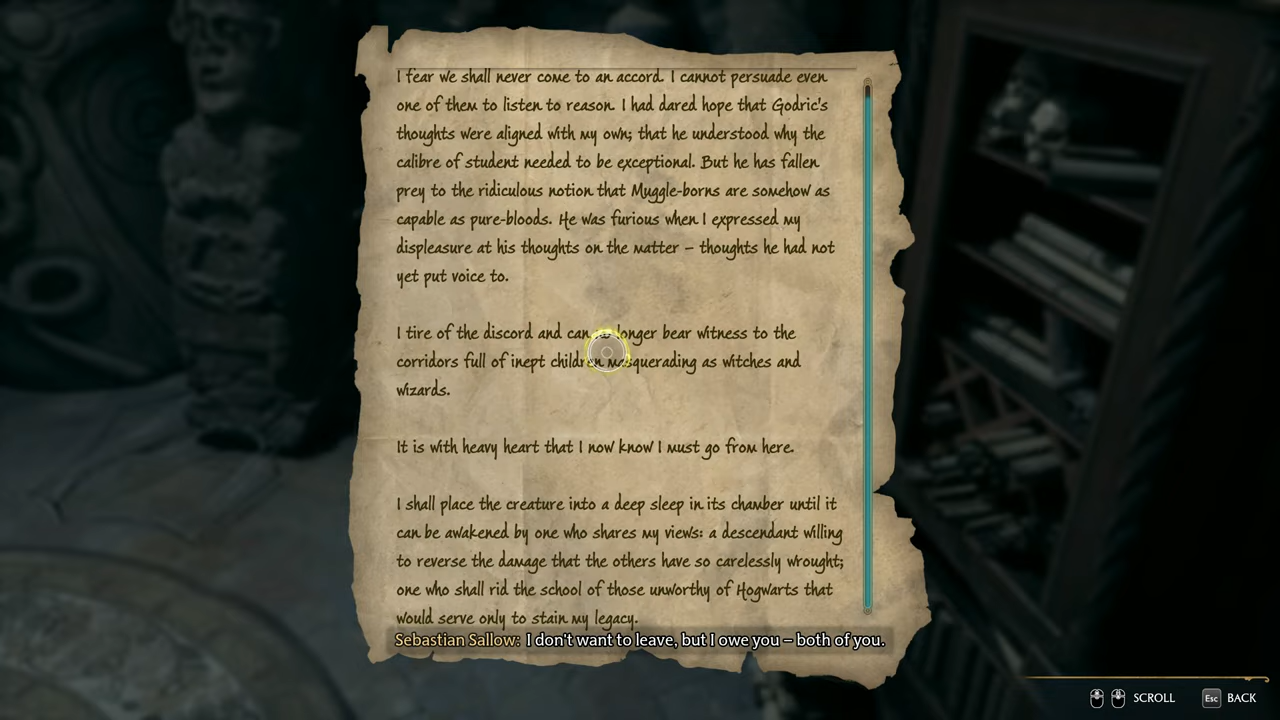 I fear we shall never come to an accord. I cannot persuade even
one of them to listen to reason. I had dared hope that Godric's
thoughts were aligned with my own; that he understood why the
calibre of student needed to be exceptional. But he has fallen
prey to the ridiculous notion that Muggle-borns are somehow as
capable as pure-bloods. He was furious when I expressed my
displeasure at his thoughts on the matter – thoughts he had not
yet put voice to.
I tire of the discord and can no longer bear witness to the
corridors full of inept children masquerading as witches and
wizards.
It is with heavy heart that I now know I must go from here.
I shall place the creature into a deep sleep in its chamber until it
can be awakened by one who shares my views: a descendant willing
to reverse the damage that the others have so carelessly wrought;
one who shall rid the school of those unworthy of Hogwarts that
would serve only to stain my legacy.
Sebastian Sallow: I don't want to leave, but I owe you – both of you.
SCROLL Esc BACK